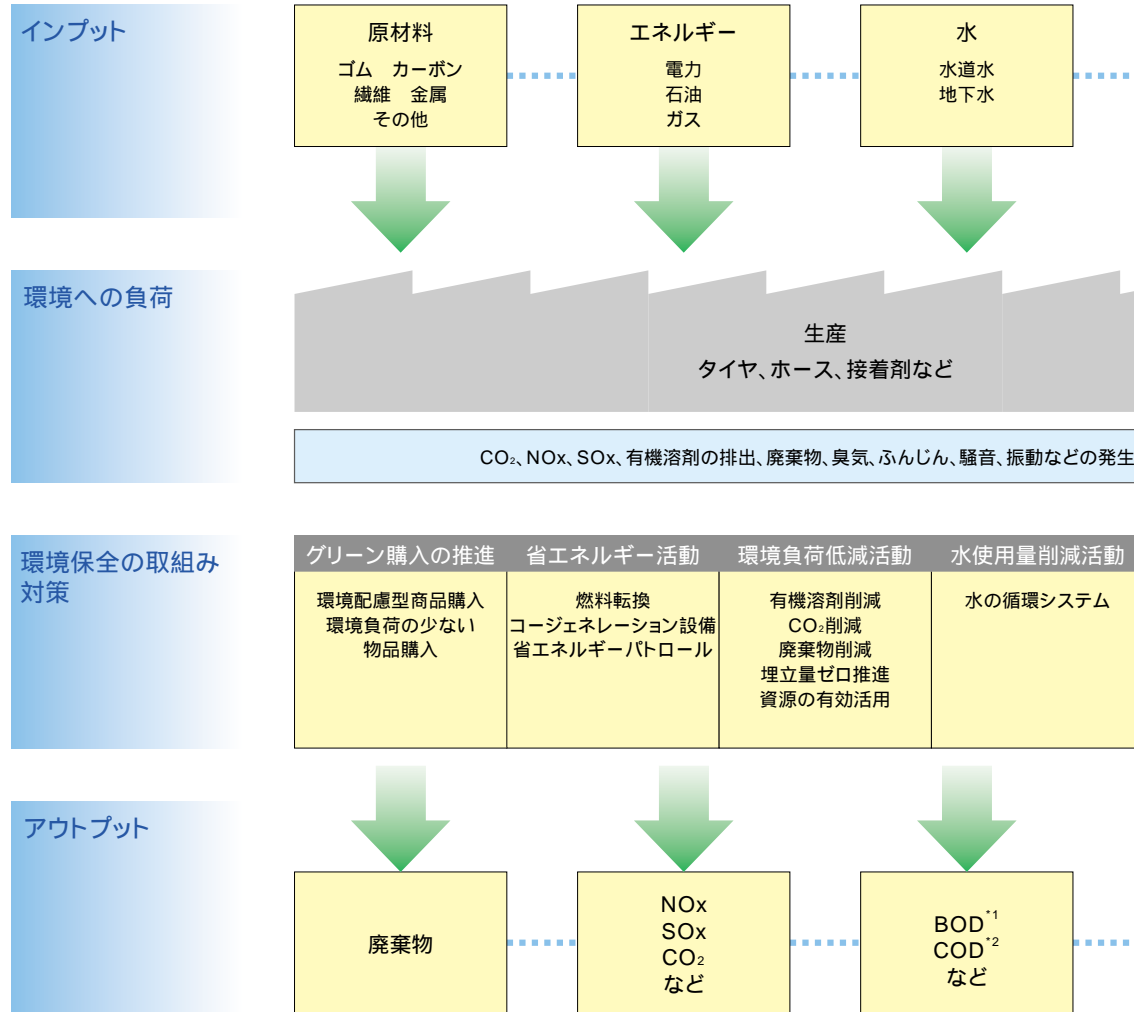 インプット
原材料
ゴム カーボン
繊維 金属
その他
エネルギー
電力
石油
ガス
水
水道水
地下水
環境への負荷
生産
タイヤ、ホース、接着剤など
CO₂、NOx、SOx、有機溶剤の排出、廃棄物、臭気、ふんじん、騒音、振動などの発生
環境保全の取組み
対策
グリーン購入の推進
環境配慮型商品購入
環境負荷の少ない
物品購入
省エネルギー活動
燃料転換
コージェネレーション設備
省エネルギーパトロール
環境負荷低減活動
有機溶剤削減
CO₂削減
廃棄物削減
埋立量ゼロ推進
資源の有効活用
水使用量削減活動
水の循環システム
アウトプット
廃棄物
NOx
SOx
CO₂
など
BOD*1
COD*2
など